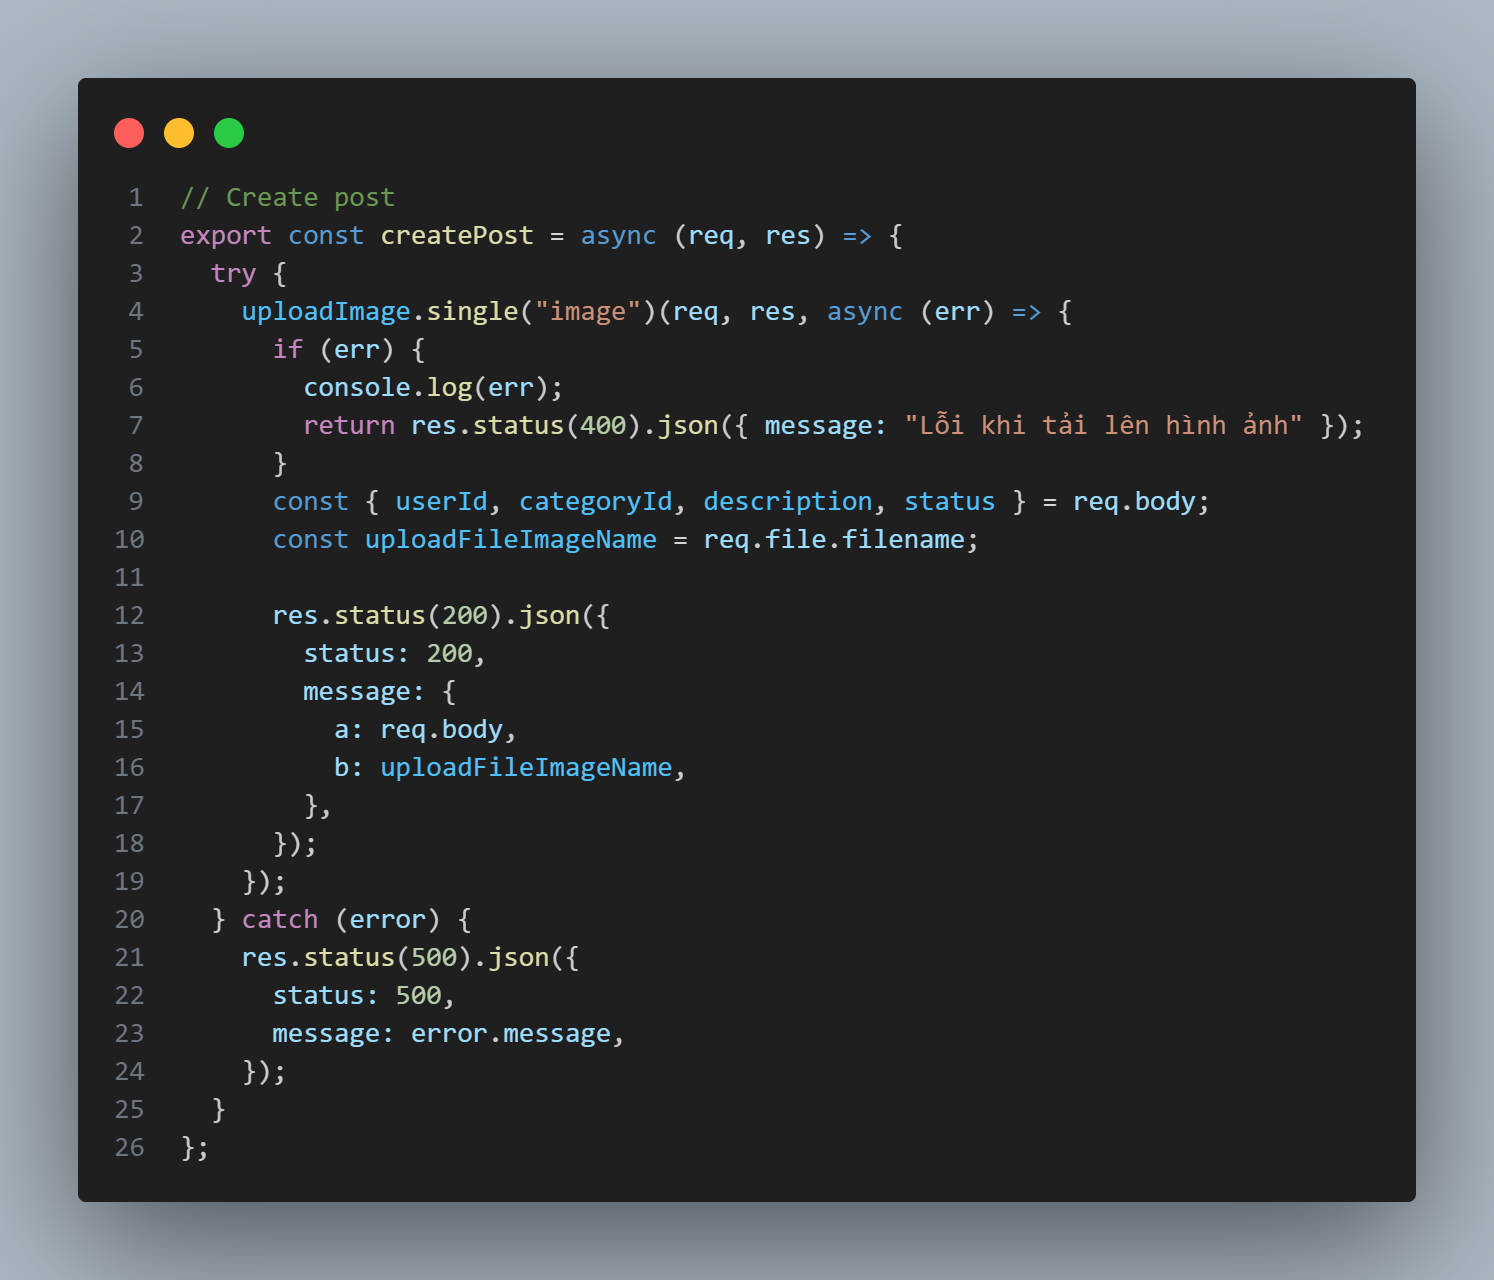 1 // Create post
2 export const createPost = async (req, res) => {
3   try {
4     uploadImage.single("image")(req, res, async (err) => {
5       if (err) {
6         console.log(err);
7         return res.status(400).json({ message: "Lỗi khi tải lên hình ảnh" });
8       }
9       const { userId, categoryId, description, status } = req.body;
10       const uploadFileImageName = req.file.filename;
11
12       res.status(200).json({
13         status: 200,
14         message: {
15           a: req.body,
16           b: uploadFileImageName,
17         },
18       });
19     });
20   } catch (error) {
21     res.status(500).json({
22       status: 500,
23       message: error.message,
24     });
25   }
26 };